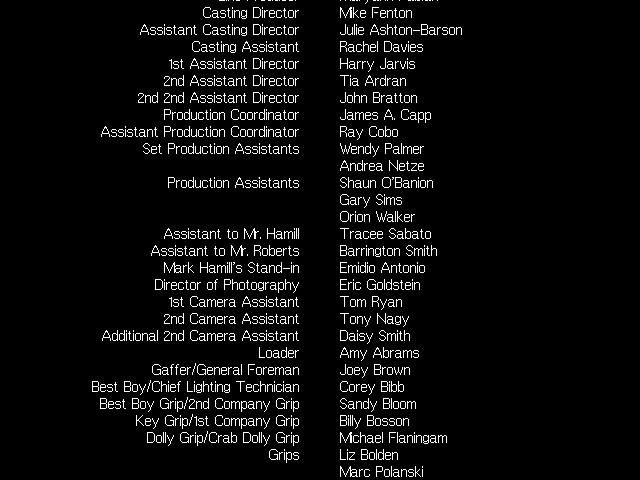 Casting Director Mike Fenton
Assistant Casting Director Julie Ashton-Barson
Casting Assistant Rachel Davies
1st Assistant Director Harry Jarvis
2nd Assistant Director Tia Ardran
2nd 2nd Assistant Director John Bratton
Production Coordinator James A. Capp
Assistant Production Coordinator Ray Cobo
Set Production Assistants Wendy Palmer
Andrea Netze
Production Assistants Shaun O'Banion
Gary Sims
Orion Walker
Assistant to Mr. Hamill Tracee Sabato
Assistant to Mr. Roberts Barrington Smith
Mark Hamill's Stand-in Emidio Antonio
Director of Photography Eric Goldstein
1st Camera Assistant Tom Ryan
2nd Camera Assistant Tony Nagy
Additional 2nd Camera Assistant Daisy Smith
Loader Amy Abrams
Gaffer/General Foreman Joey Brown
Best Boy/Chief Lighting Technician Corey Bibb
Best Boy Grip/2nd Company Grip Sandy Bloom
Key Grip/1st Company Grip Billy Bosson
Dolly Grip/Crab Dolly Grip Michael Flaningam
Grips Liz Bolden
Marc Polanski